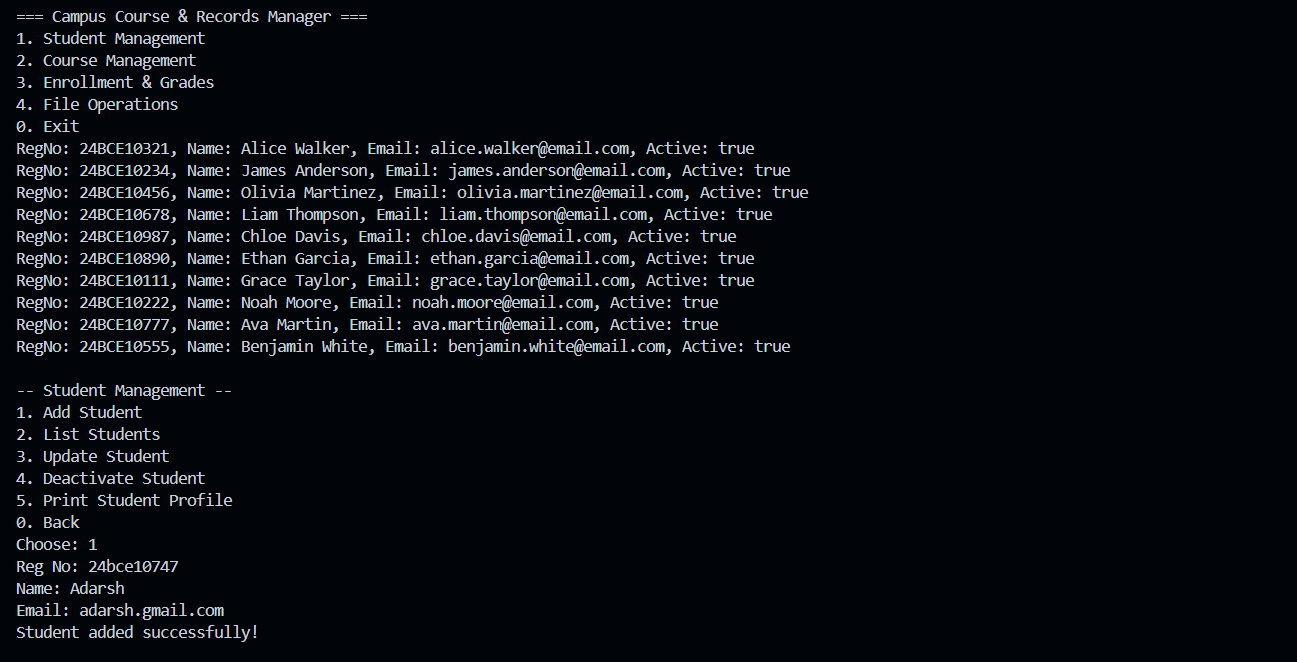 === Campus Course & Records Manager ===
1. Student Management
2. Course Management
3. Enrollment & Grades
4. File Operations
0. Exit
RegNo: 24BCE10321, Name: Alice Walker, Email: alice.walker@email.com, Active: true
RegNo: 24BCE10234, Name: James Anderson, Email: james.anderson@email.com, Active: true
RegNo: 24BCE10456, Name: Olivia Martinez, Email: olivia.martinez@email.com, Active: true
RegNo: 24BCE10678, Name: Liam Thompson, Email: liam.thompson@email.com, Active: true
RegNo: 24BCE10987, Name: Chloe Davis, Email: chloe.davis@email.com, Active: true
RegNo: 24BCE10890, Name: Ethan Garcia, Email: ethan.garcia@email.com, Active: true
RegNo: 24BCE10111, Name: Grace Taylor, Email: grace.taylor@email.com, Active: true
RegNo: 24BCE10222, Name: Noah Moore, Email: noah.moore@email.com, Active: true
RegNo: 24BCE10777, Name: Ava Martin, Email: ava.martin@email.com, Active: true
RegNo: 24BCE10555, Name: Benjamin White, Email: benjamin.white@email.com, Active: true

-- Student Management --
1. Add Student
2. List Students
3. Update Student
4. Deactivate Student
5. Print Student Profile
0. Back
Choose: 1
Reg No: 24bce10747
Name: Adarsh
Email: adarsh.gmail.com
Student added successfully!